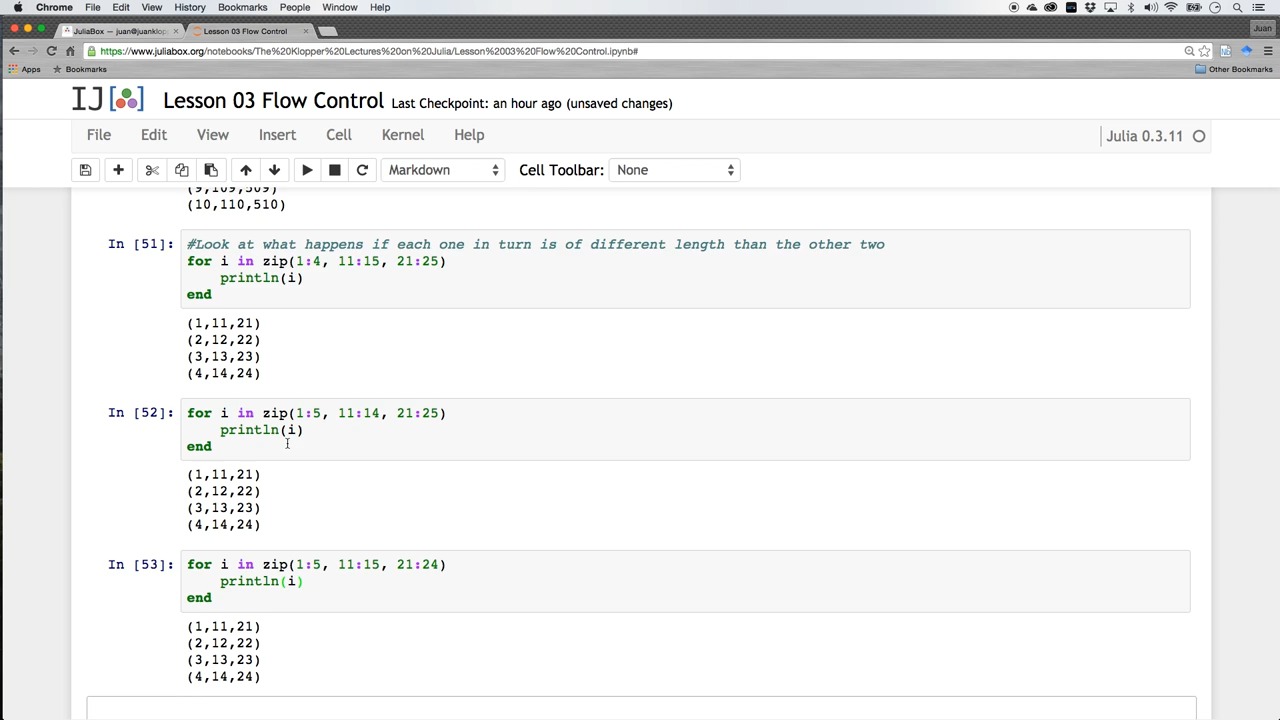 Chrome File Edit View History Bookmarks People Window Help
JuliaBox — juan@juanklop Lesson 03 Flow Control Juan
https://www.juliabox.org/notebooks/The%20Klopper%20Lectures%20on%20Julia/Lesson%2003%20Flow%20Control.ipynb#
Apps Bookmarks Other Bookmarks
IJ[ ] Lesson 03 Flow Control Last Checkpoint: an hour ago (unsaved changes)
File Edit View Insert Cell Kernel Help Julia 0.3.11
Markdown Cell Toolbar: None
(9,109,509)
(10,110,510)
In [51]: #Look at what happens if each one in turn is of different length than the other two
for i in zip(1:4, 11:15, 21:25)
println(i)
end
(1,11,21)
(2,12,22)
(3,13,23)
(4,14,24)
In [52]: for i in zip(1:5, 11:14, 21:25)
println(i)
end
(1,11,21)
(2,12,22)
(3,13,23)
(4,14,24)
In [53]: for i in zip(1:5, 11:15, 21:24)
println(i)
end
(1,11,21)
(2,12,22)
(3,13,23)
(4,14,24)